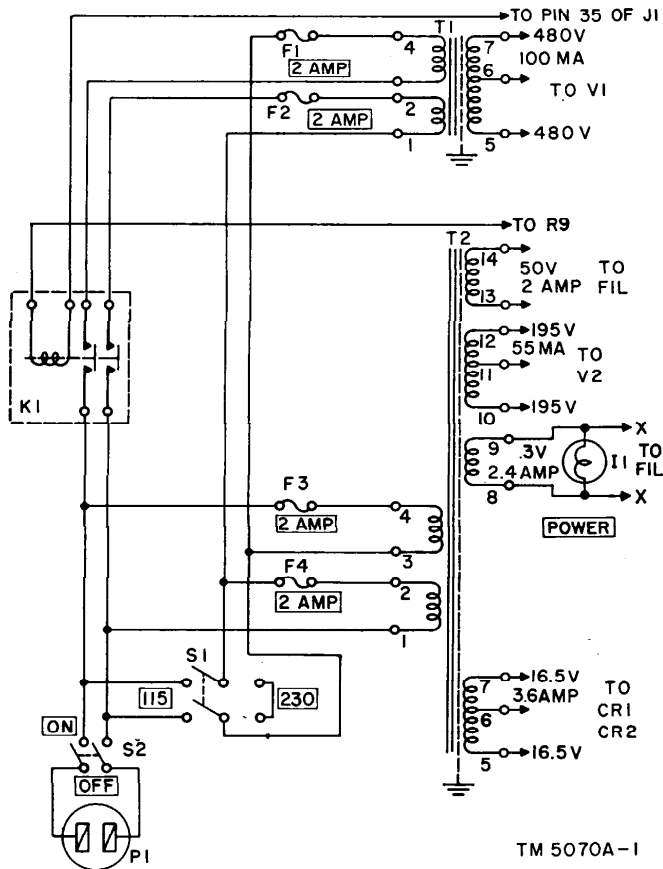 TO PIN 35 OF J1
T1
F1
4
7
480V
2 AMP
100 MA
6
TO V1
F2
2
2 AMP
1
5
480V
TO R9
T2
14
50V
TO
2 AMP
FIL
13
12
195V
55MA
TO
11
V2
K1
10
195V
X
9
.3V
I1
TO
2.4 AMP
FIL
F3
8
X
2 AMP
4
POWER
3
F4
2
2 AMP
1
S1
7
16.5V
115
230
3.6AMP
TO
6
CR1
ON
S2
CR2
5
16.5V
OFF
P1
TM 5070A-1